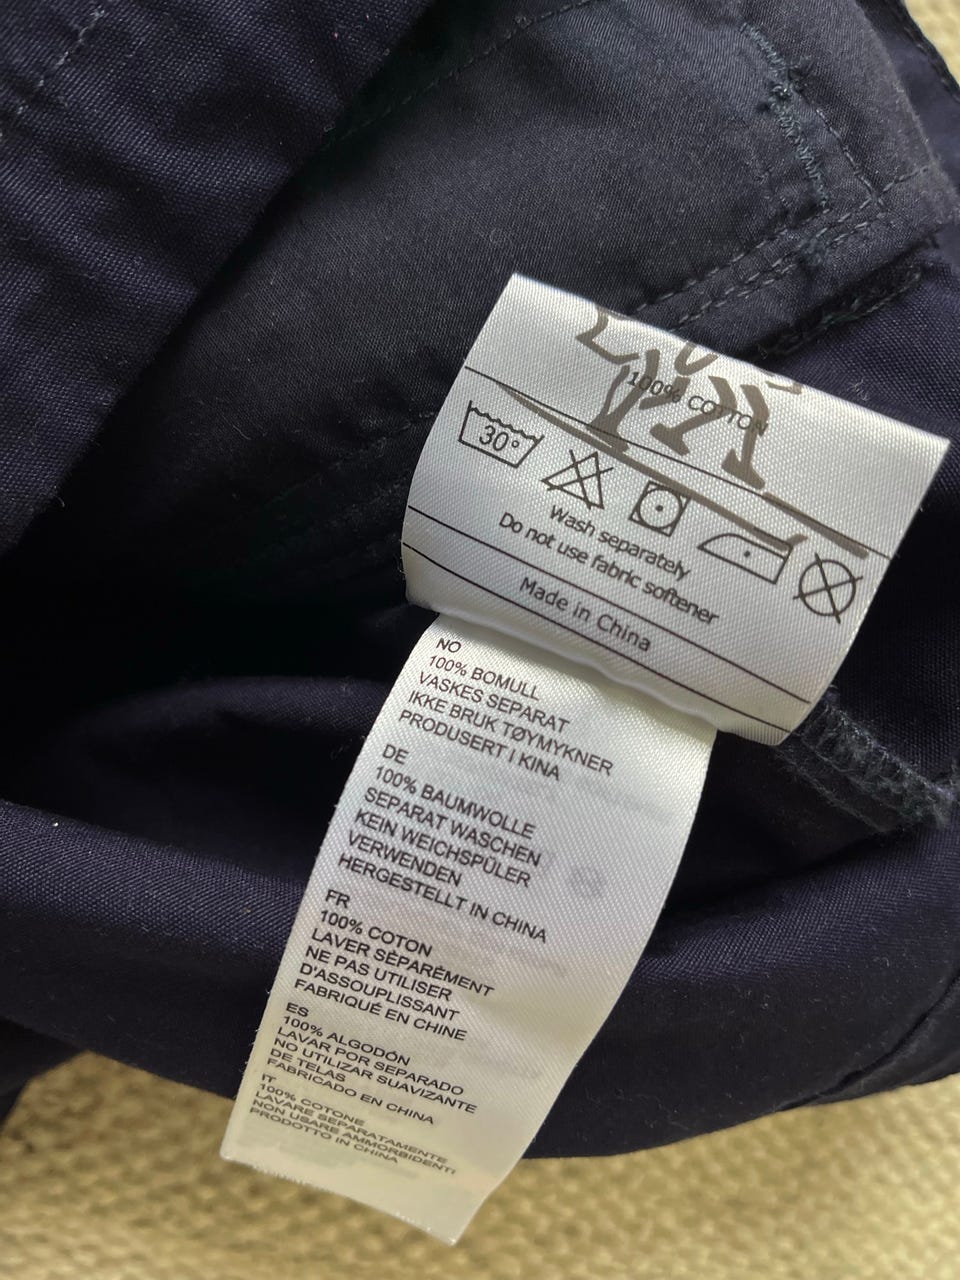 100% COTTON
30°
Wash separately
Do not use fabric softener
Made in China
NO
100% BOMULL
VASKES SEPARAT
IKKE BRUK TØYMYKNER
PRODUSERT I KINA
DE
100% BAUMWOLLE
SEPARAT WASCHEN
KEIN WEICHSPÜLER
VERWENDEN
HERGESTELLT IN CHINA
FR
100% COTON
LAVER SÉPARÉMENT
NE PAS UTILISER
D'ASSOUPLISSANT
FABRIQUÉ EN CHINE
ES
100% ALGODÓN
LAVAR POR SEPARADO
NO UTILIZAR SUAVIZANTE
DE TELAS
FABRICADO EN CHINA
IT
100% COTONE
LAVARE SEPARATAMENTE
NON USARE AMMORBIDENTI
PRODOTTO IN CHINA